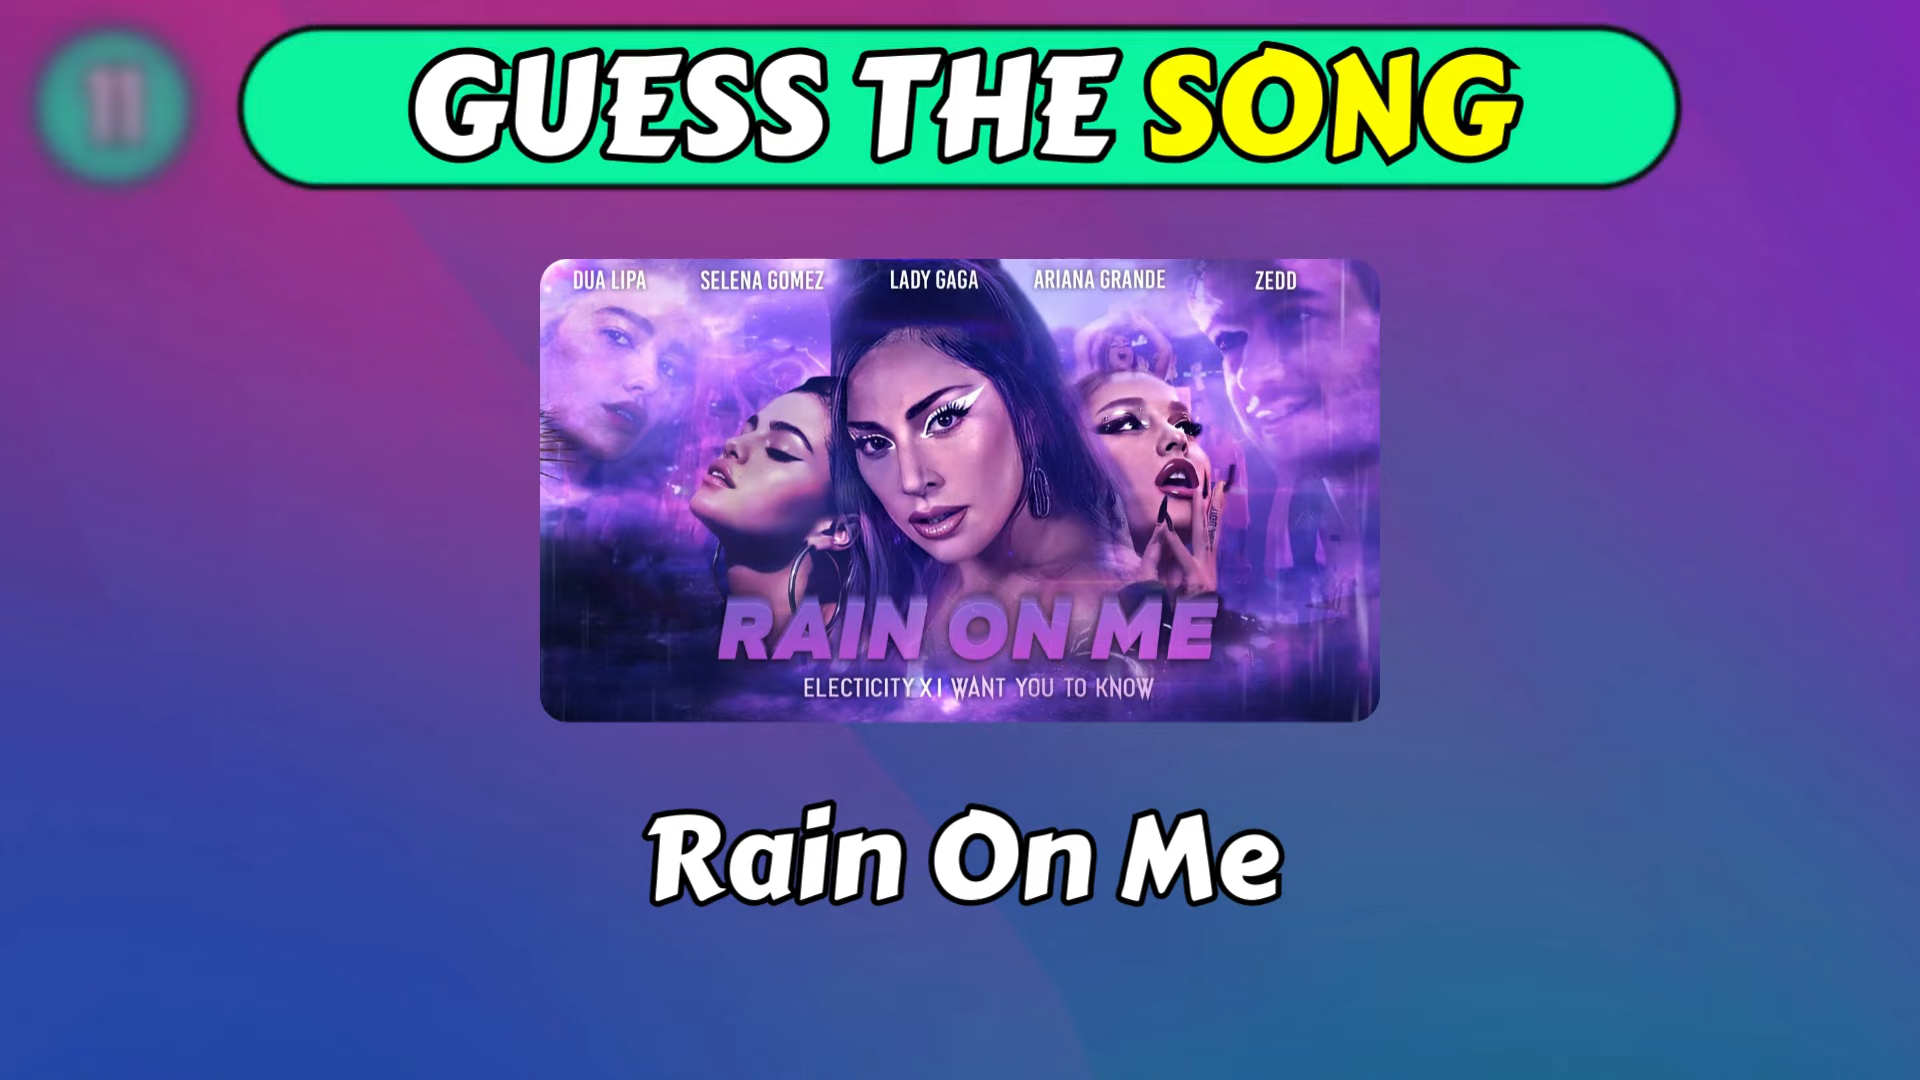 11
GUESS THE SONG
DUA LIPA SELENA GOMEZ LADY GAGA ARIANA GRANDE ZEDD
RAIN ON ME
ELECTICITY X I WANT YOU TO KNOW
Rain On Me